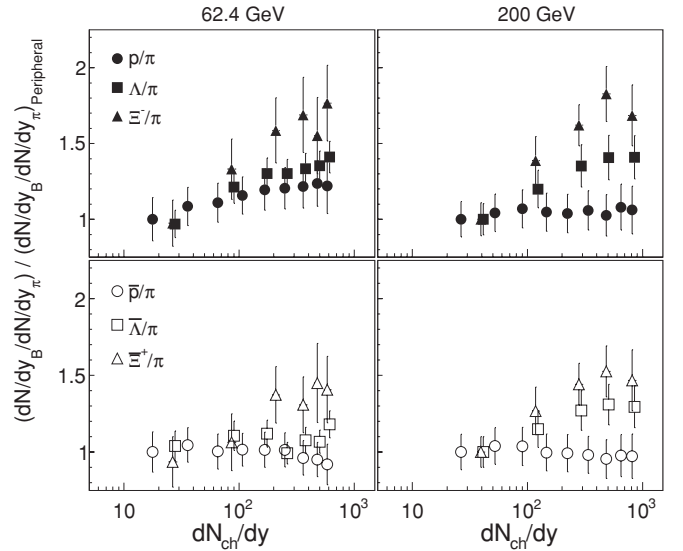 62.4 GeV 200 GeV
(dN/dy_B/dN/dy_π) / (dN/dy_B/dN/dy_π)_Peripheral
2
1.5
1
p/π
Λ/π
Ξ⁻/π
2
1.5
1
p̅/π
Λ̅/π
Ξ̅⁺/π
10 10² 10³ 10 10² 10³
dN_ch/dy dN_ch/dy